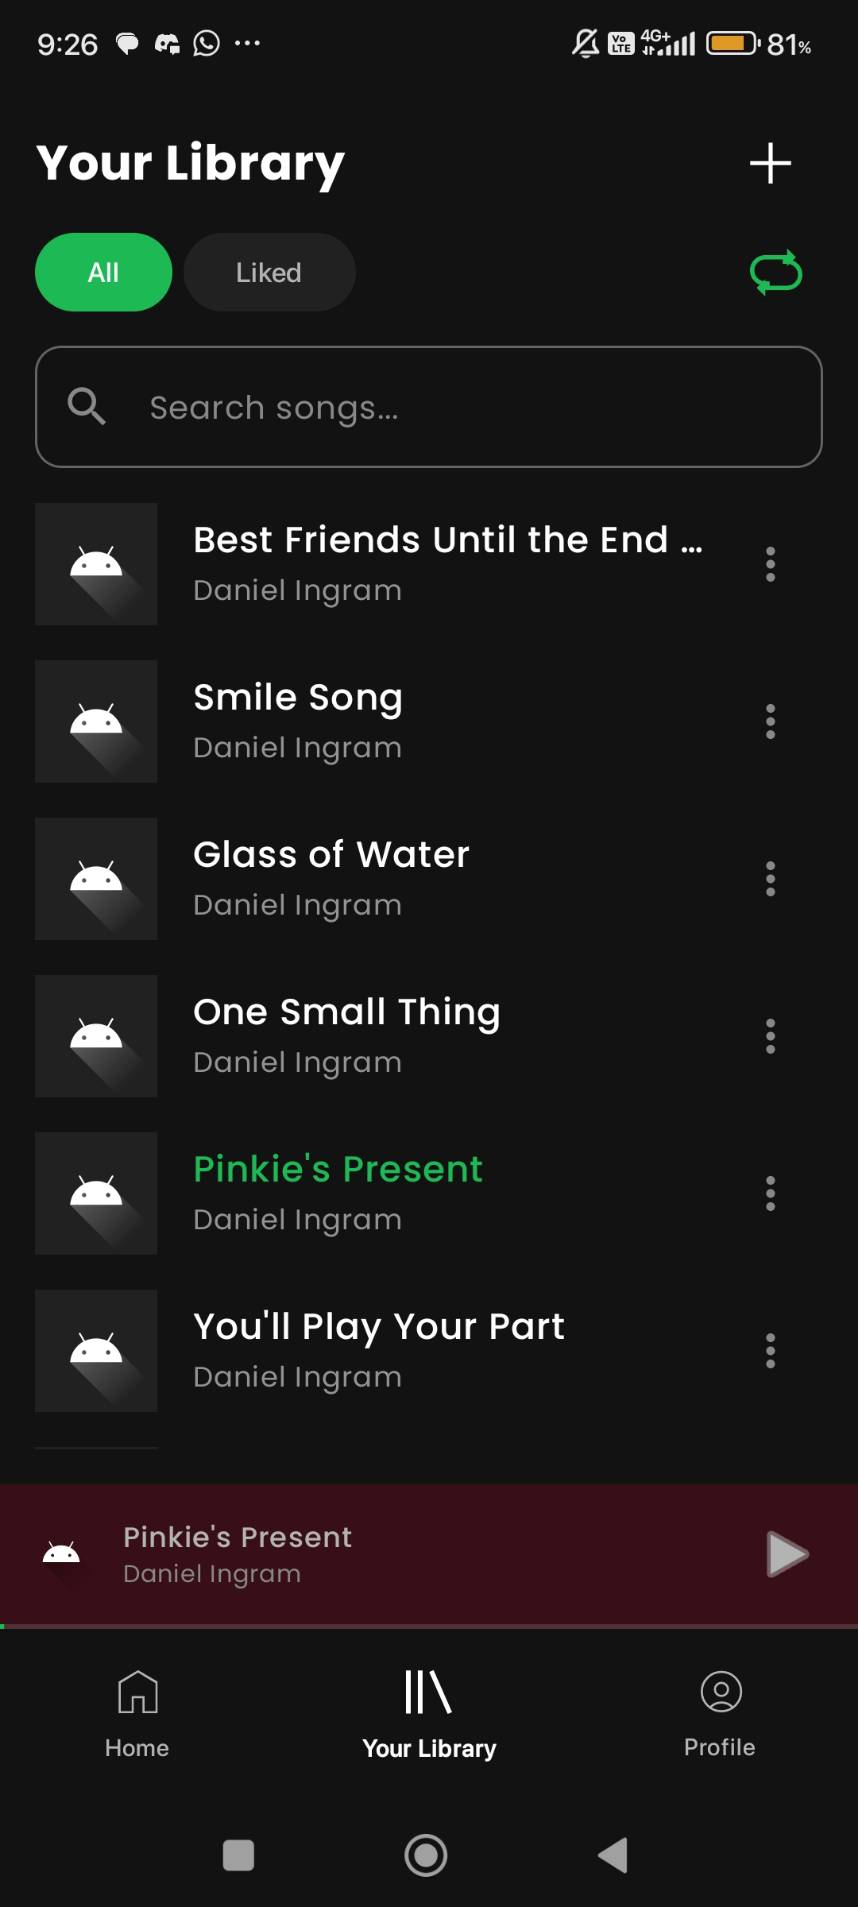 9:26
Vo LTE 4G+ 81%
Your Library
All Liked
Search songs...
Best Friends Until the End ...
Daniel Ingram
Smile Song
Daniel Ingram
Glass of Water
Daniel Ingram
One Small Thing
Daniel Ingram
Pinkie's Present
Daniel Ingram
You'll Play Your Part
Daniel Ingram
Pinkie's Present
Daniel Ingram
Home Your Library Profile